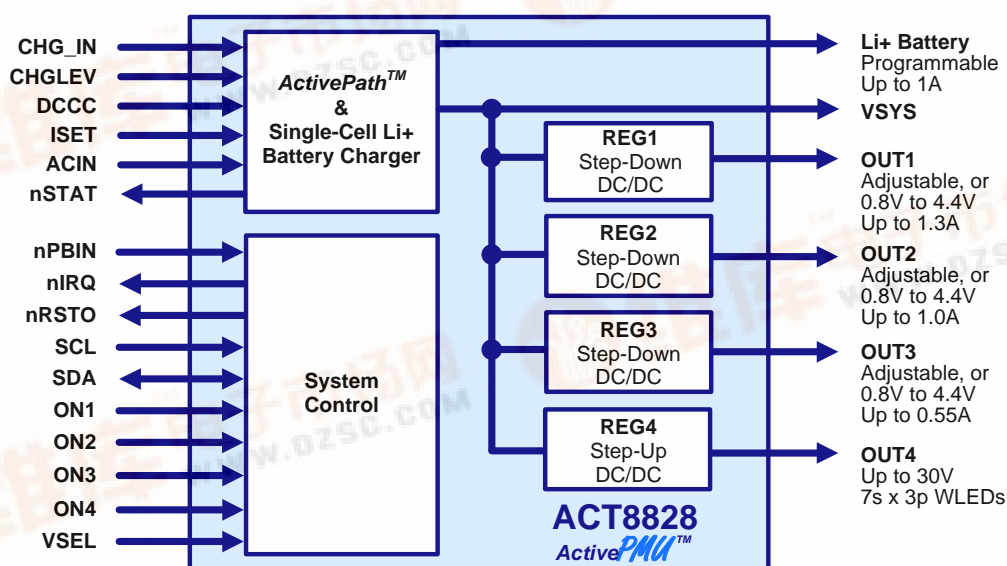 CHG_IN
CHGLEV
DCCC
ISET
ACIN
nSTAT
ActivePath™
&
Single-Cell Li+
Battery Charger
nPBIN
nIRQ
nRSTO
SCL
SDA
ON1
ON2
ON3
ON4
VSEL
System
Control
REG1
Step-Down
DC/DC
REG2
Step-Down
DC/DC
REG3
Step-Down
DC/DC
REG4
Step-Up
DC/DC
ACT8828
ActivePMU™
Li+ Battery
Programmable
Up to 1A
VSYS
OUT1
Adjustable, or
0.8V to 4.4V
Up to 1.3A
OUT2
Adjustable, or
0.8V to 4.4V
Up to 1.0A
OUT3
Adjustable, or
0.8V to 4.4V
Up to 0.55A
OUT4
Up to 30V
7s x 3p WLEDs
WWW.DZSC.COM